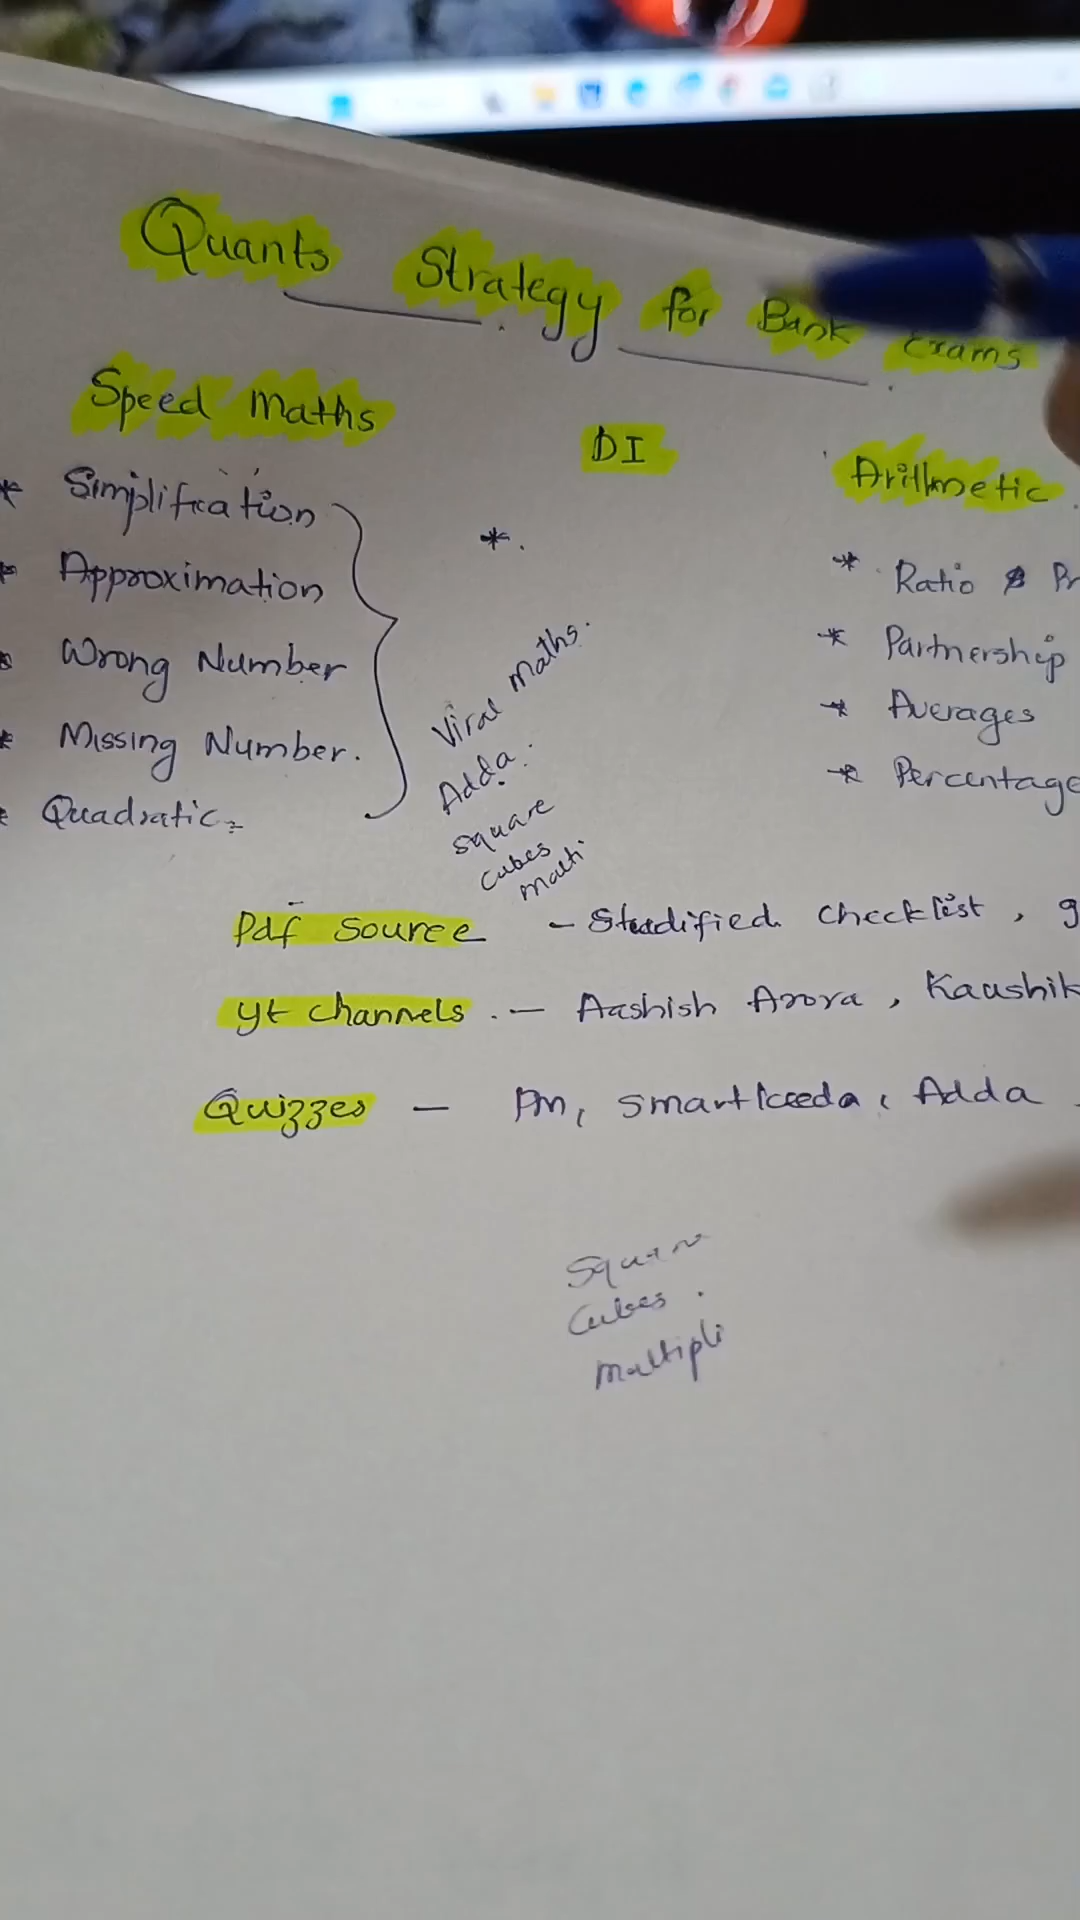 Quants Strategy for Bank Exams
Speed Maths
* Simplification
* Approximation
* Wrong Number
* Missing Number.
* Quadratic
DI
*.
Viral Maths.
Adda.
square
cubes
multi
Arithmetic
* Ratio & Pr
* Partnership
* Averages
* Percentage
Pdf source - Studified checklist, g
yt channels. - Aashish Arora, Kaushik
Quizzes - PM, Smartkeeda, Adda
Cubes.
multipli